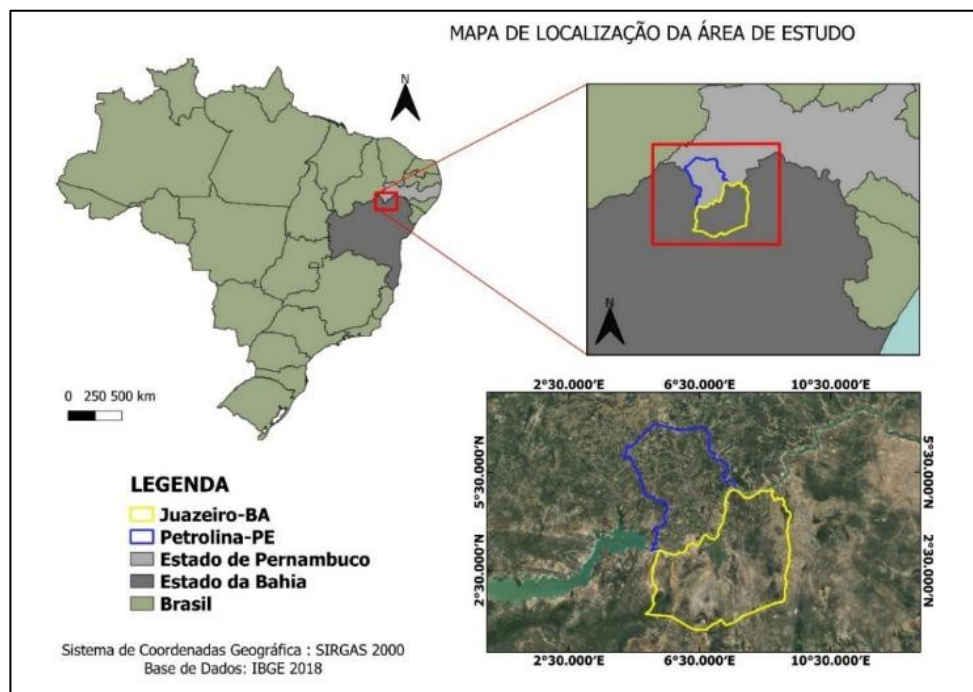 MAPA DE LOCALIZAÇÃO DA ÁREA DE ESTUDO
N
N
0 250 500 km
2°30.000'E 6°30.000'E 10°30.000'E
5°30.000'N
5°30.000'N
2°30.000'N
2°30.000'N
2°30.000'E 6°30.000'E 10°30.000'E
LEGENDA
Juazeiro-BA
Petrolina-PE
Estado de Pernambuco
Estado da Bahia
Brasil
Sistema de Coordenadas Geográfica : SIRGAS 2000
Base de Dados: IBGE 2018